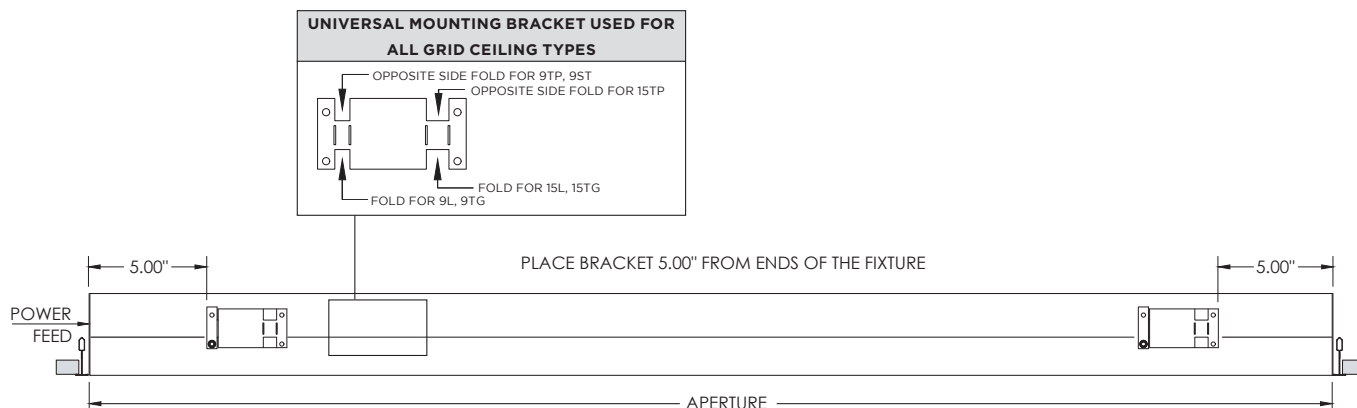 UNIVERSAL MOUNTING BRACKET USED FOR
ALL GRID CEILING TYPES
OPPOSITE SIDE FOLD FOR 9TP, 9ST
OPPOSITE SIDE FOLD FOR 15TP
FOLD FOR 15L, 15TG
FOLD FOR 9L, 9TG
5.00"
PLACE BRACKET 5.00" FROM ENDS OF THE FIXTURE
5.00"
POWER
FEED
APERTURE